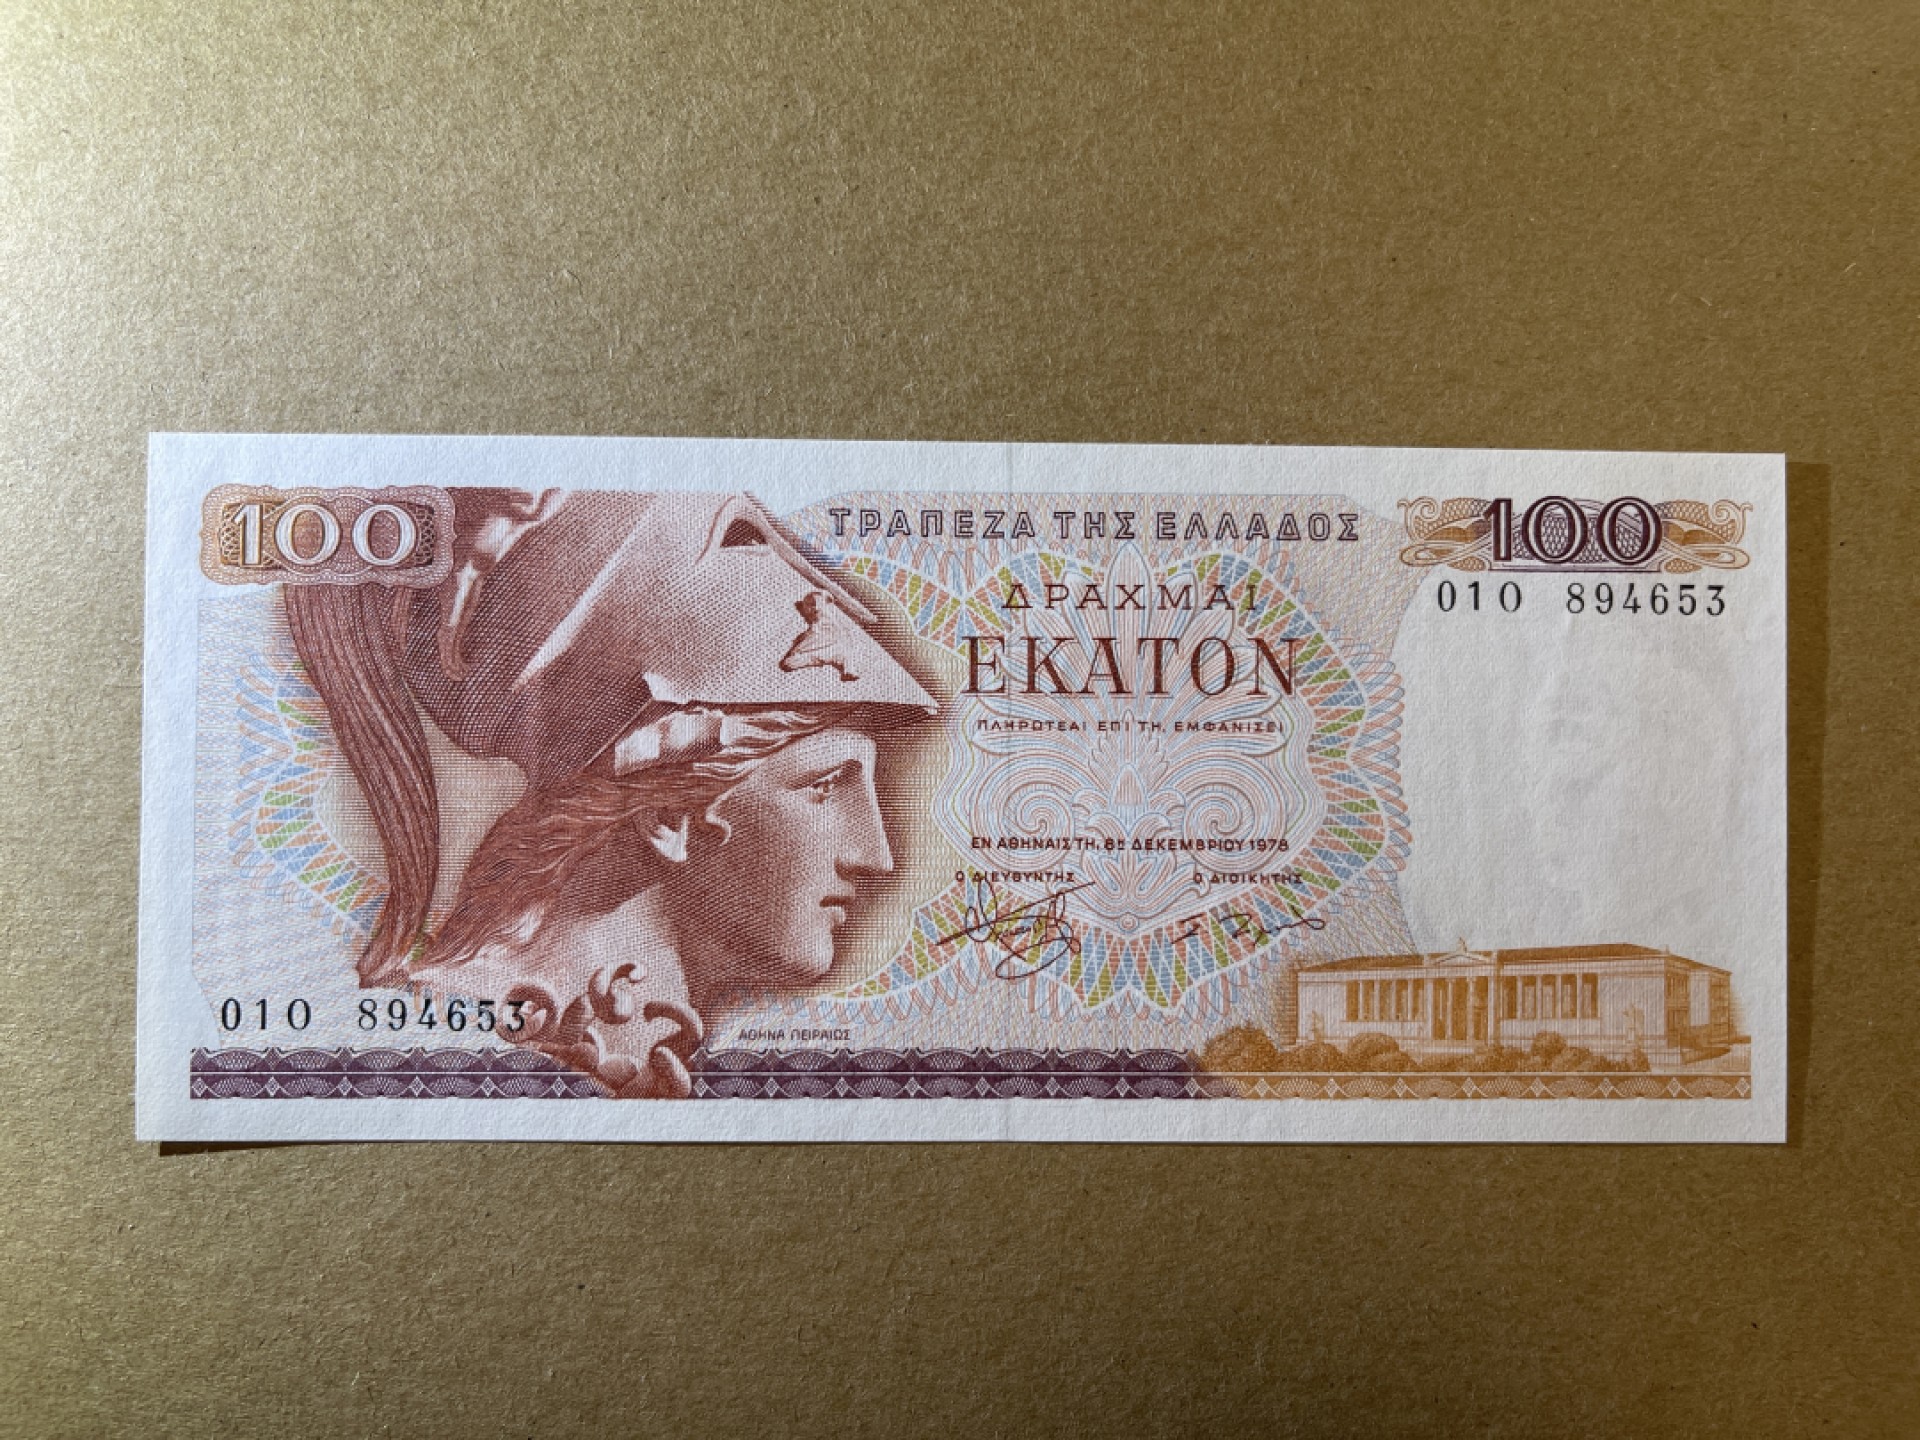 100
ΤΡΑΠΕΖΑ ΤΗΣ ΕΛΛΑΔΟΣ
100
010 894653
ΔΡΑΧΜΑΙ
ΕΚΑΤΟΝ
ΠΛΗΡΩΤΕΑΙ ΕΠΙ ΤΗ, ΕΜΦΑΝΙΣΕΙ
ΕΝ ΑΘΗΝΑΙΣ ΤΗ, 8ῃ ΔΕΚΕΜΒΡΙΟΥ 1978
Ο ΔΙΕΥΘΥΝΤΗΣ Ο ΔΙΟΙΚΗΤΗΣ
010 894653
ΑΘΗΝΑ ΠΕΙΡΑΙΩΣ